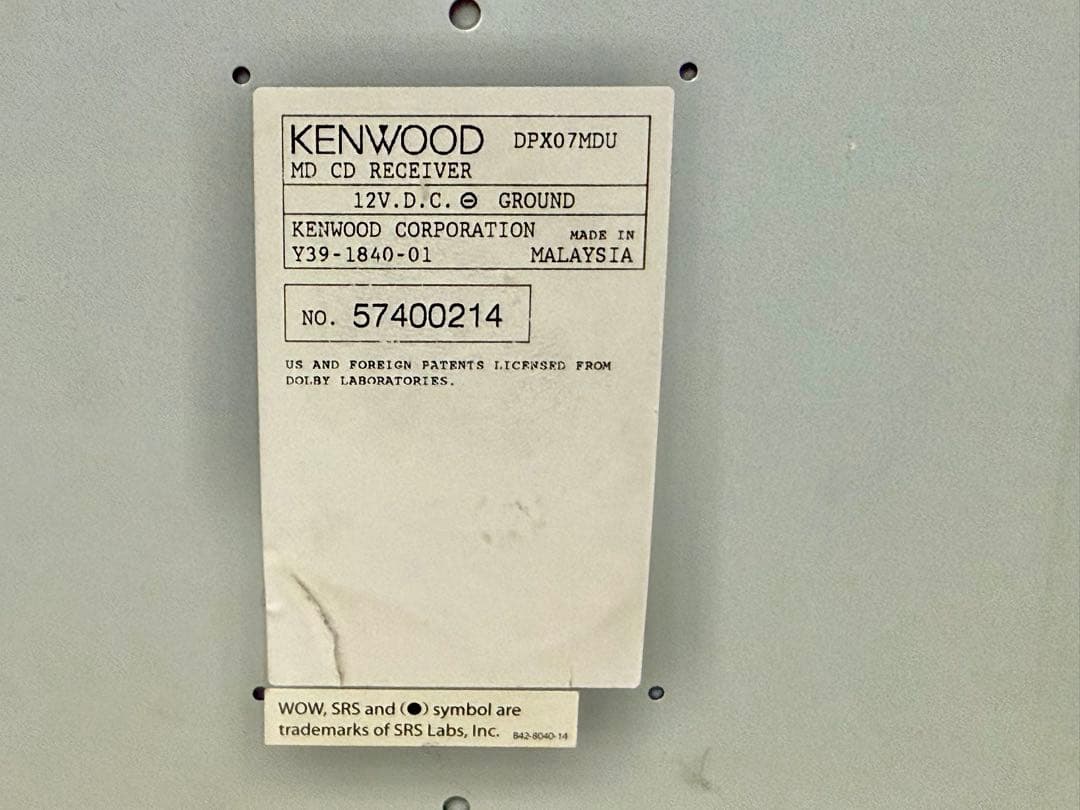 KENWOOD DPX07MDU
MD CD RECEIVER
12V.D.C. ⊖ GROUND
KENWOOD CORPORATION MADE IN
Y39-1840-01 MALAYSIA
NO. 57400214
US AND FOREIGN PATENTS LICENSED FROM
DOLBY LABORATORIES.
WOW, SRS and (●) symbol are
trademarks of SRS Labs, Inc. B42-8040-14